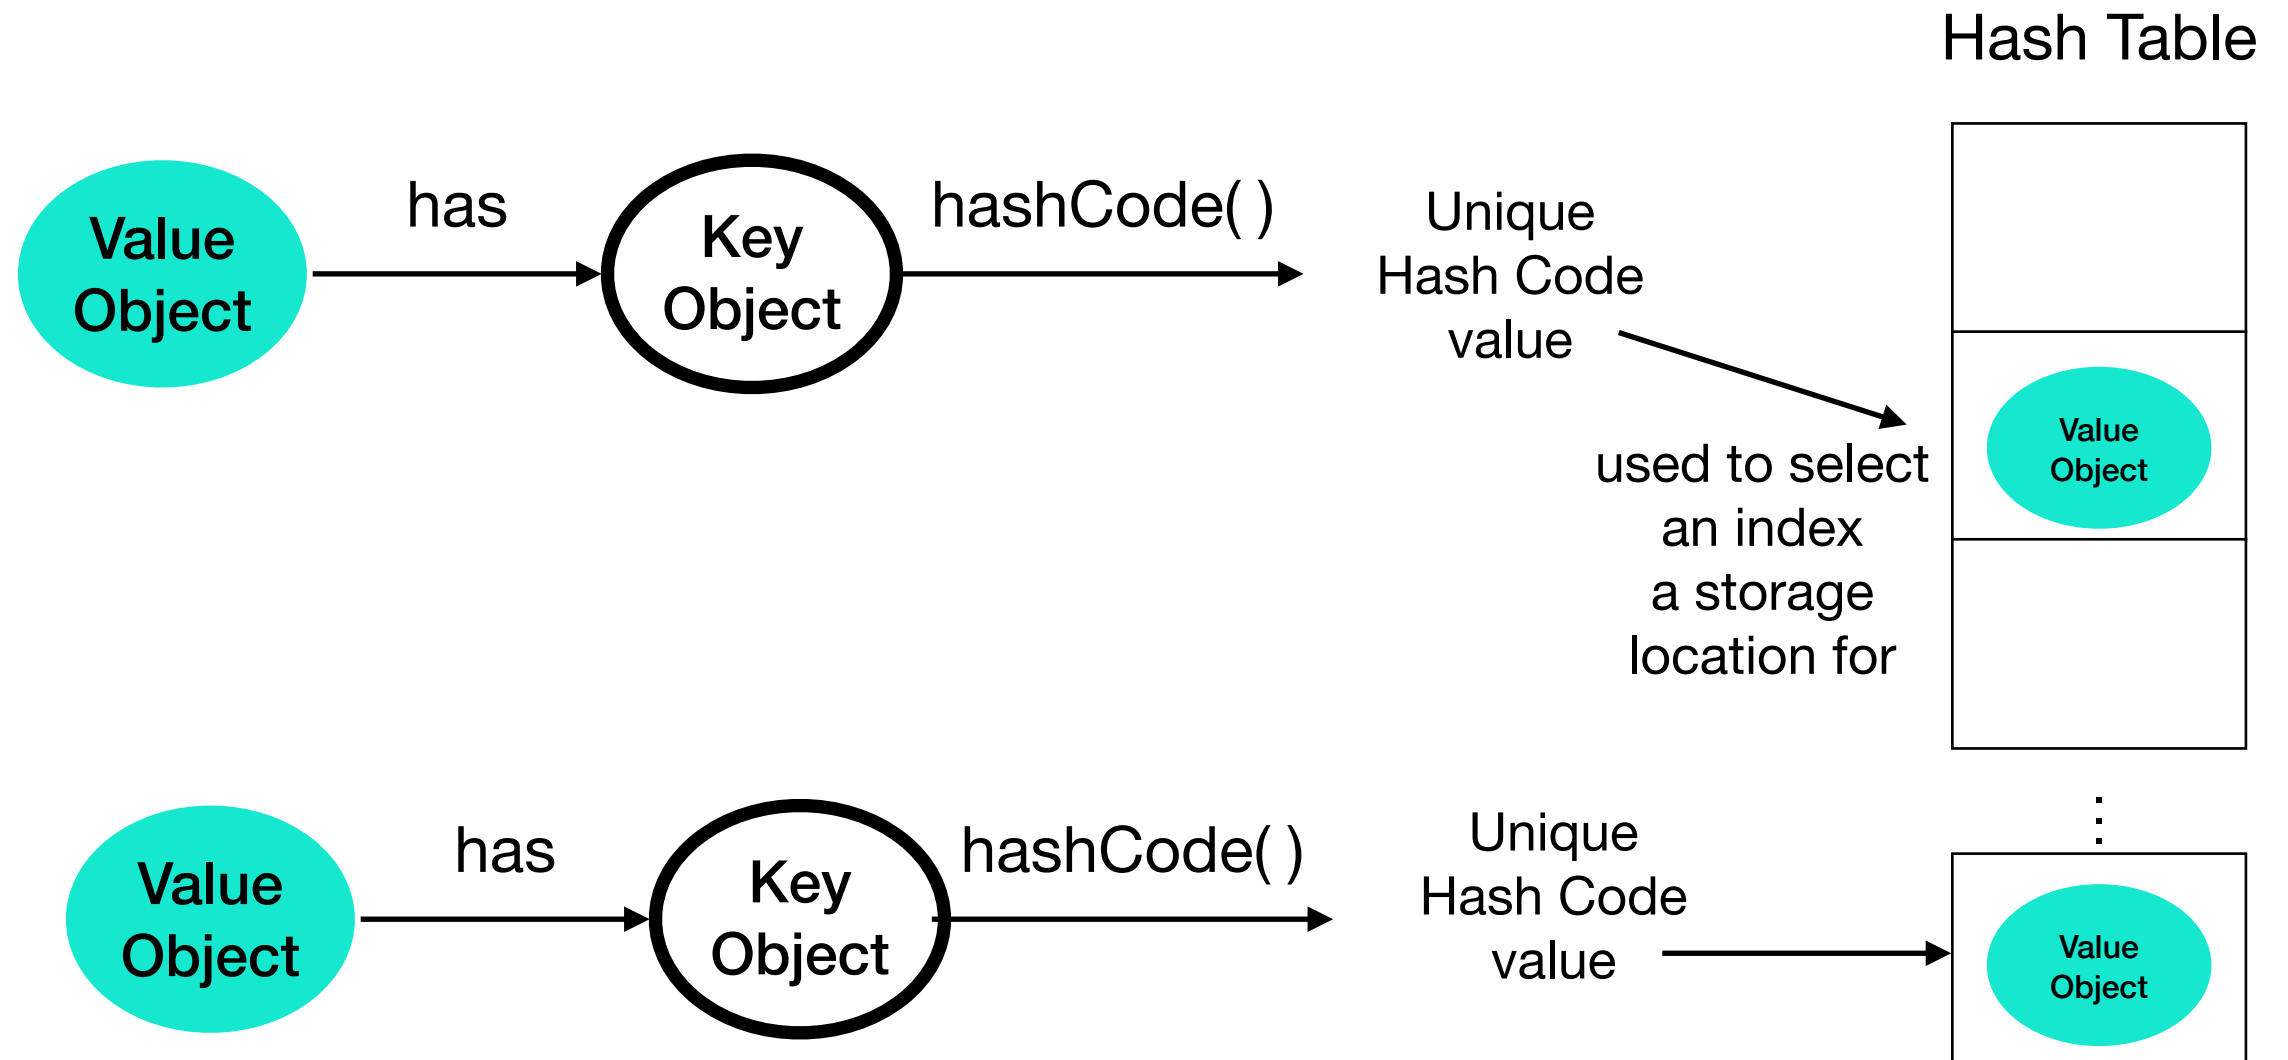 Hash Table
Value
Object
has
Key
Object
hashCode( )
Unique
Hash Code
value
used to select
an index
a storage
location for
Value
Object
Value
Object
has
Key
Object
hashCode( )
Unique
Hash Code
value
Value
Object